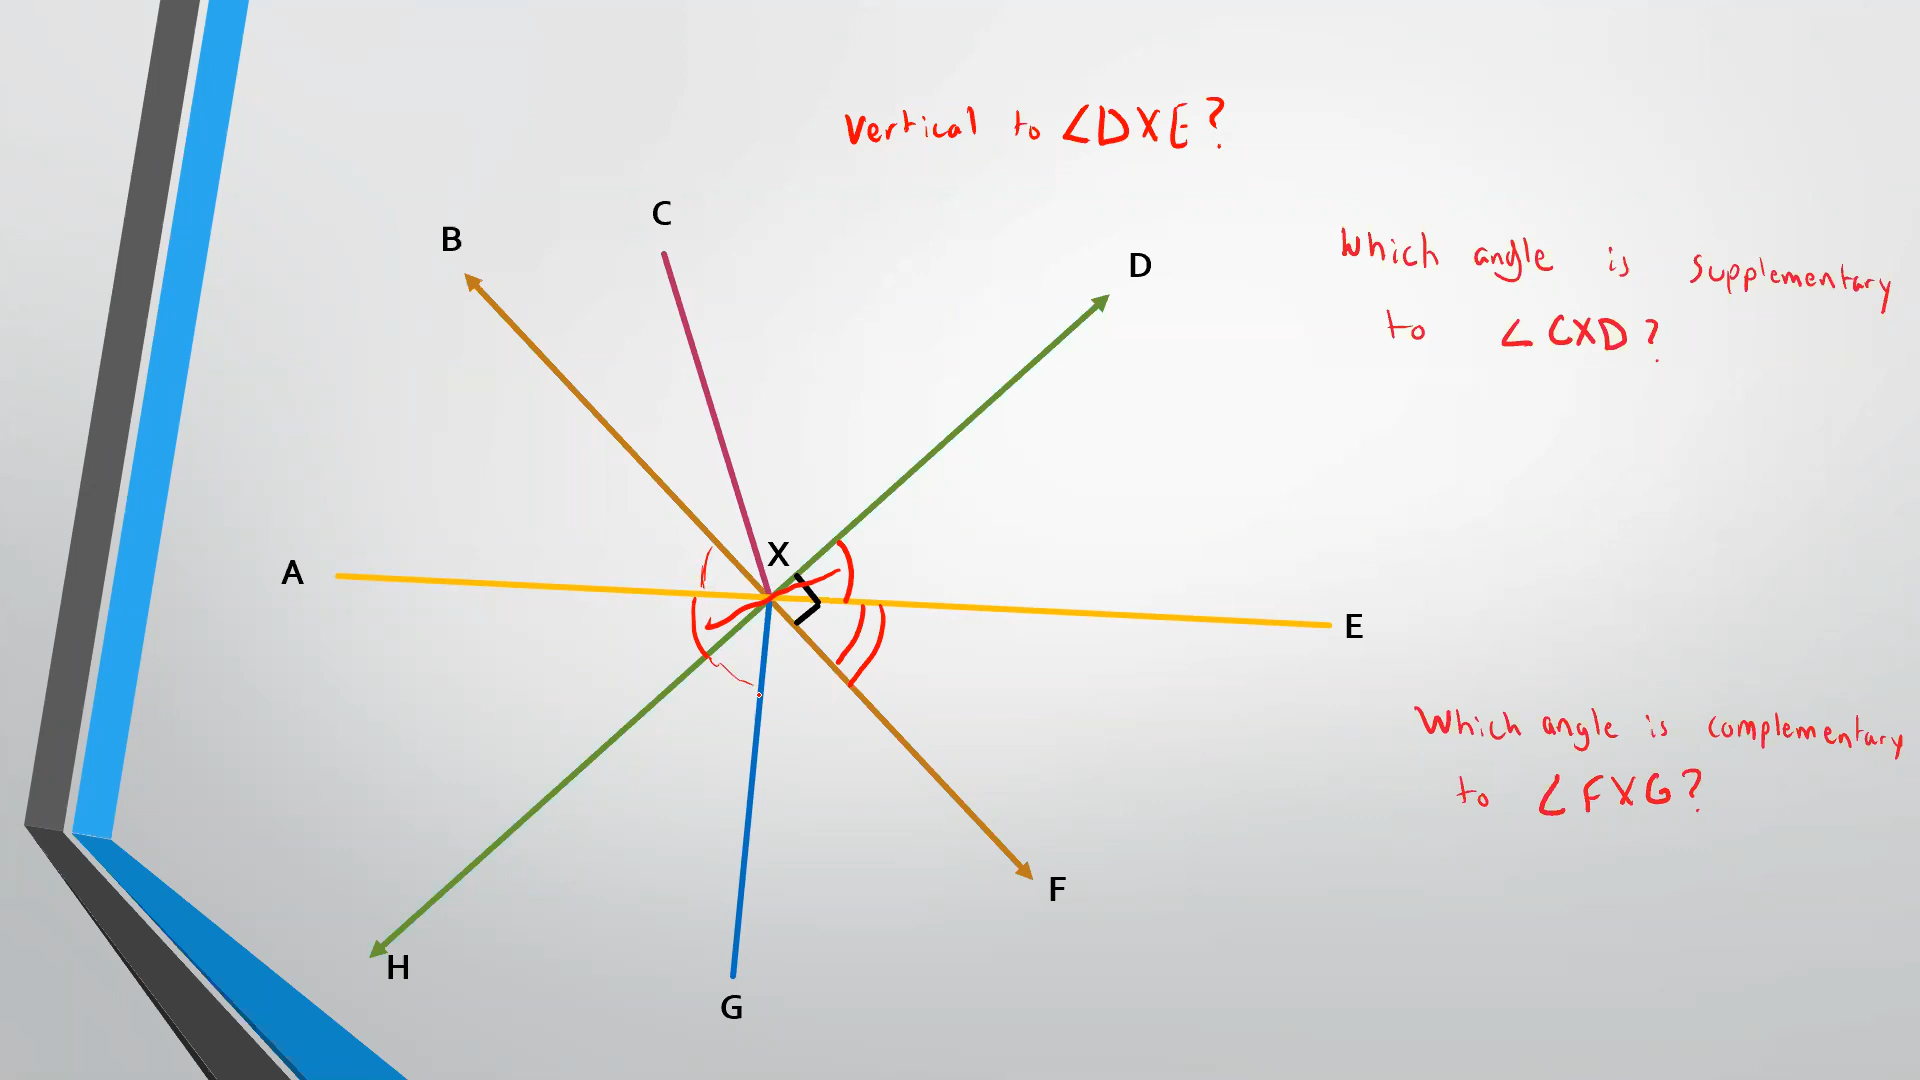 Vertical to ∠DXE?
C
B
D
Which angle is supplementary
to ∠CXD?
X
A
E
Which angle is complementary
to ∠FXG?
F
H
G